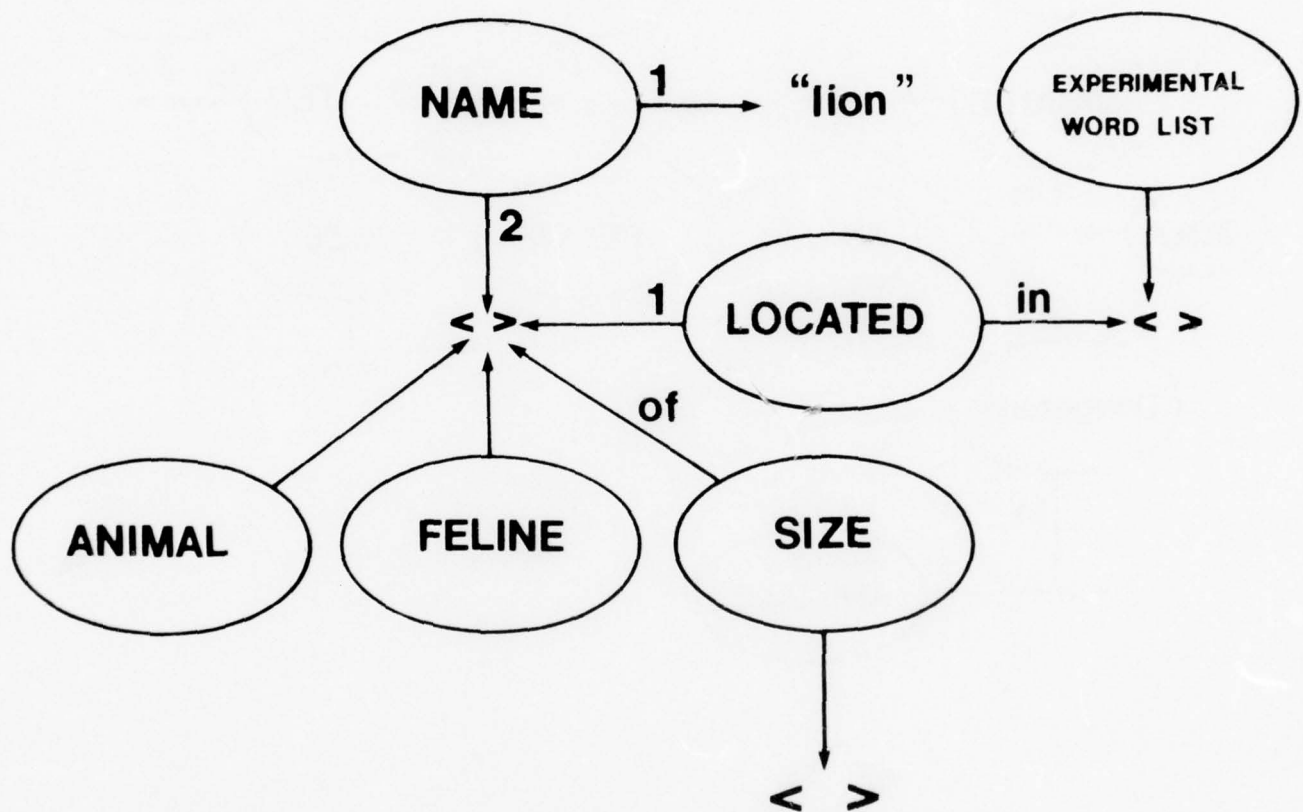 NAME
1
"lion"
EXPERIMENTAL
WORD LIST
2
< >
1
LOCATED
in
< >
of
ANIMAL
FELINE
SIZE
< >